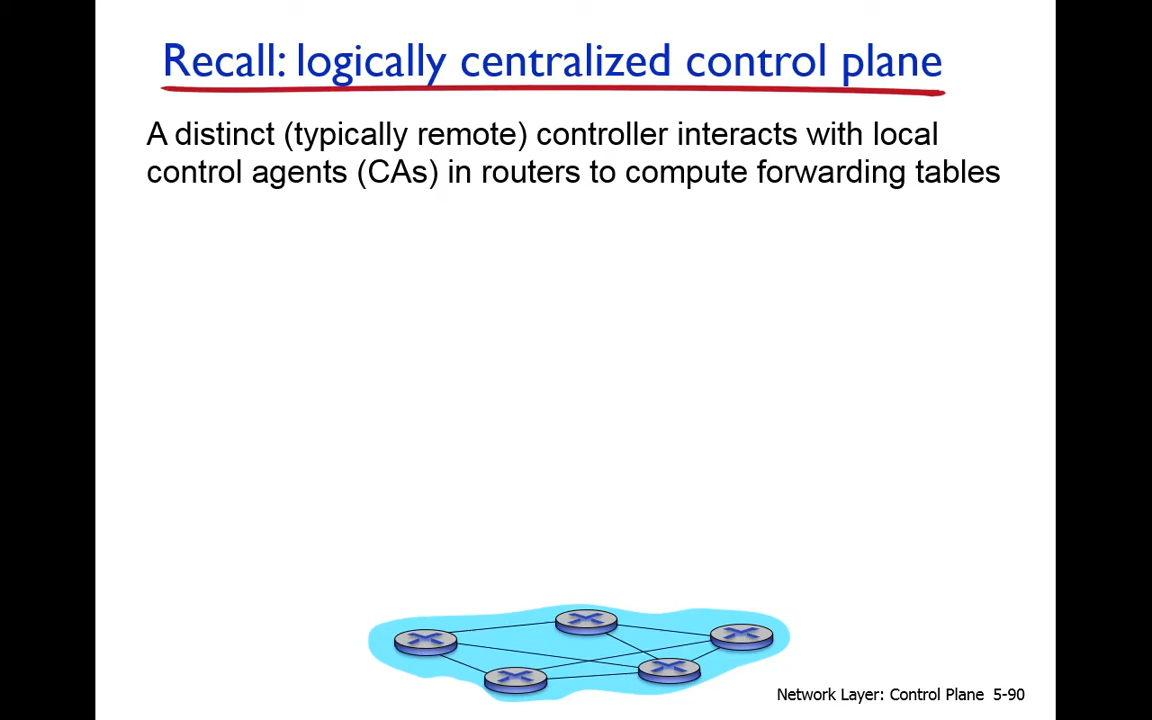 Recall: logically centralized control plane
A distinct (typically remote) controller interacts with local
control agents (CAs) in routers to compute forwarding tables
Network Layer: Control Plane 5-90